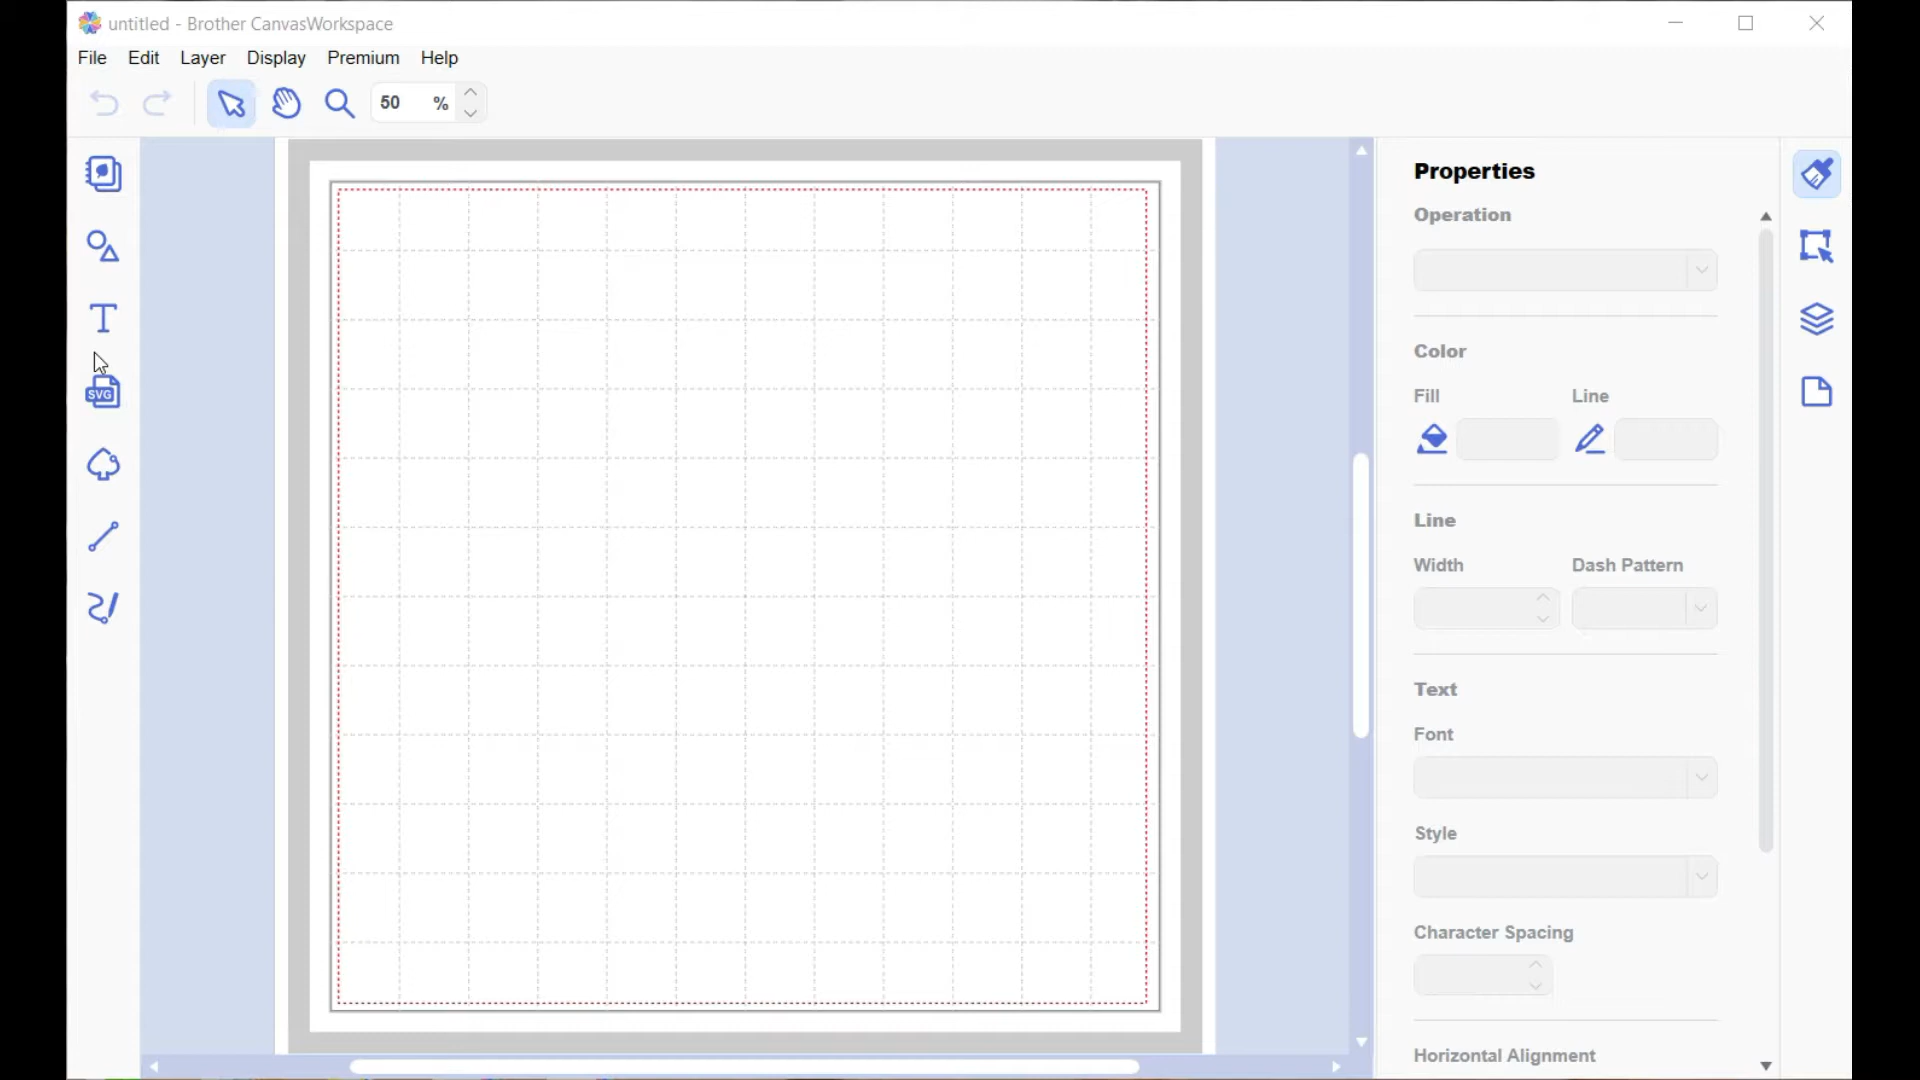 untitled - Brother CanvasWorkspace
File Edit Layer Display Premium Help
50 %
SVG
Properties
Operation
Color
Fill Line
Line
Width Dash Pattern
Text
Font
Style
Character Spacing
Horizontal Alignment